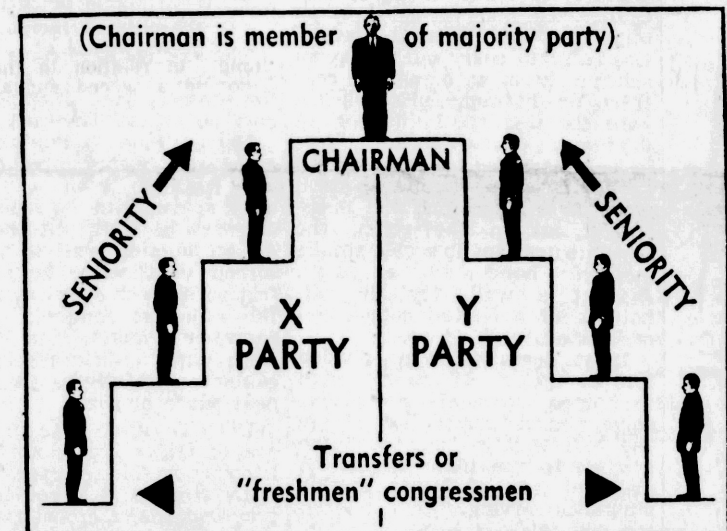 (Chairman is member of majority party)
CHAIRMAN
SENIORITY
SENIORITY
X
PARTY
Y
PARTY
Transfers or
"freshmen" congressmen